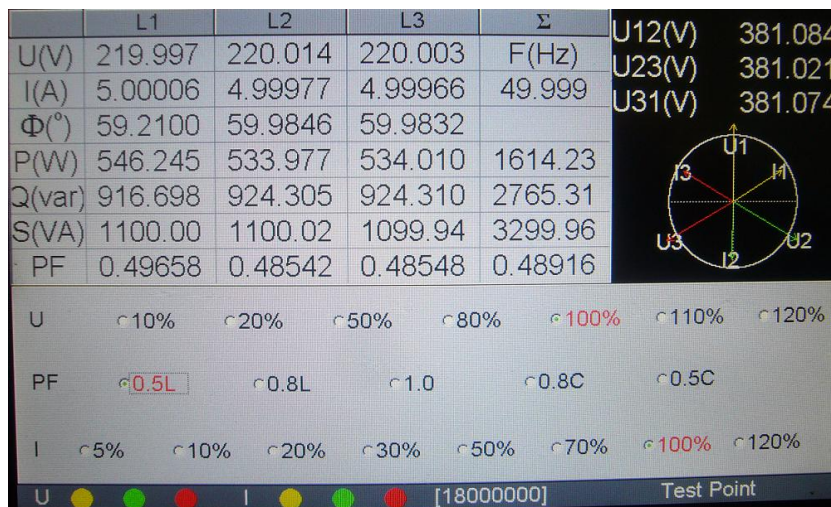 L1 L2 L3 Σ
U(V) 219.997 220.014 220.003 F(Hz)
I(A) 5.00006 4.99977 4.99966 49.999
Φ(°) 59.2100 59.9846 59.9832
P(W) 546.245 533.977 534.010 1614.23
Q(var) 916.698 924.305 924.310 2765.31
S(VA) 1100.00 1100.02 1099.94 3299.96
PF 0.49658 0.48542 0.48548 0.48916
U12(V) 381.084
U23(V) 381.021
U31(V) 381.074
U1
I3 I1
U3 I2 U2
U 10% 20% 50% 80% 100% 110% 120%
PF 0.5L 0.8L 1.0 0.8C 0.5C
I 5% 10% 20% 30% 50% 70% 100% 120%
U I [18000000] Test Point